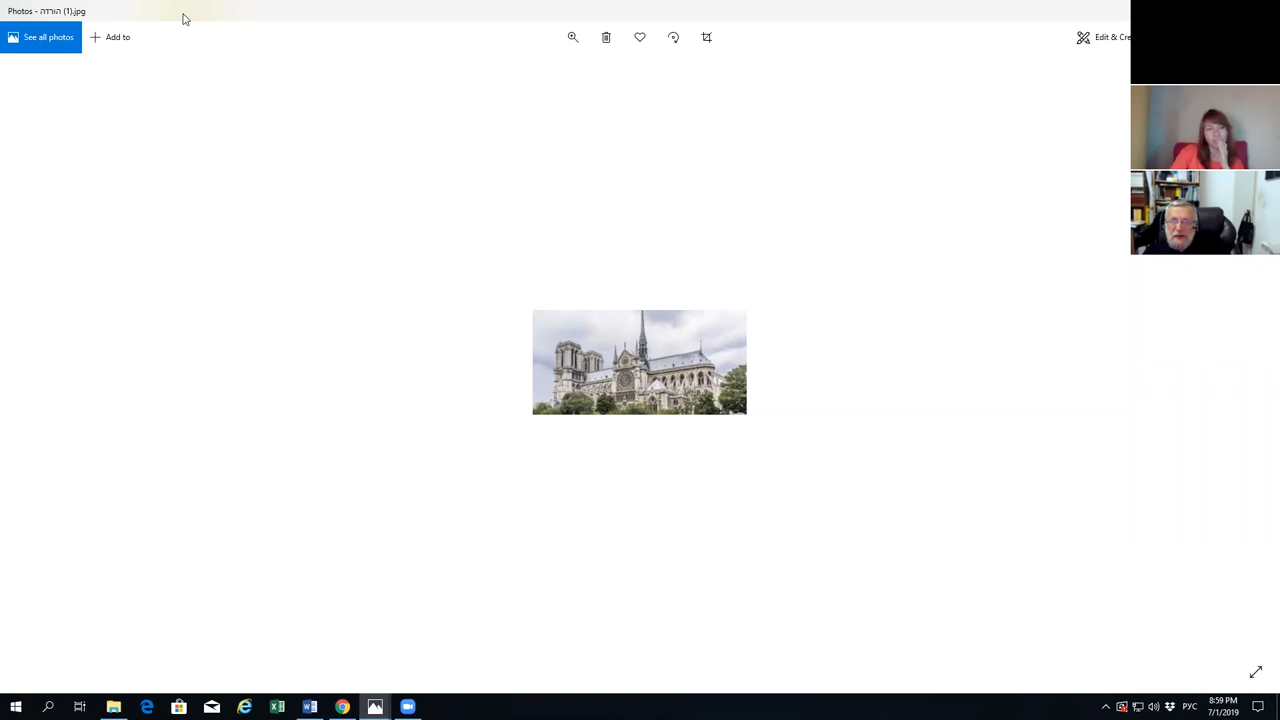 Photos - הורדה (1).jpg
See all photos
Add to
Edit & Cre
8:59 PM
РУС
7/1/2019